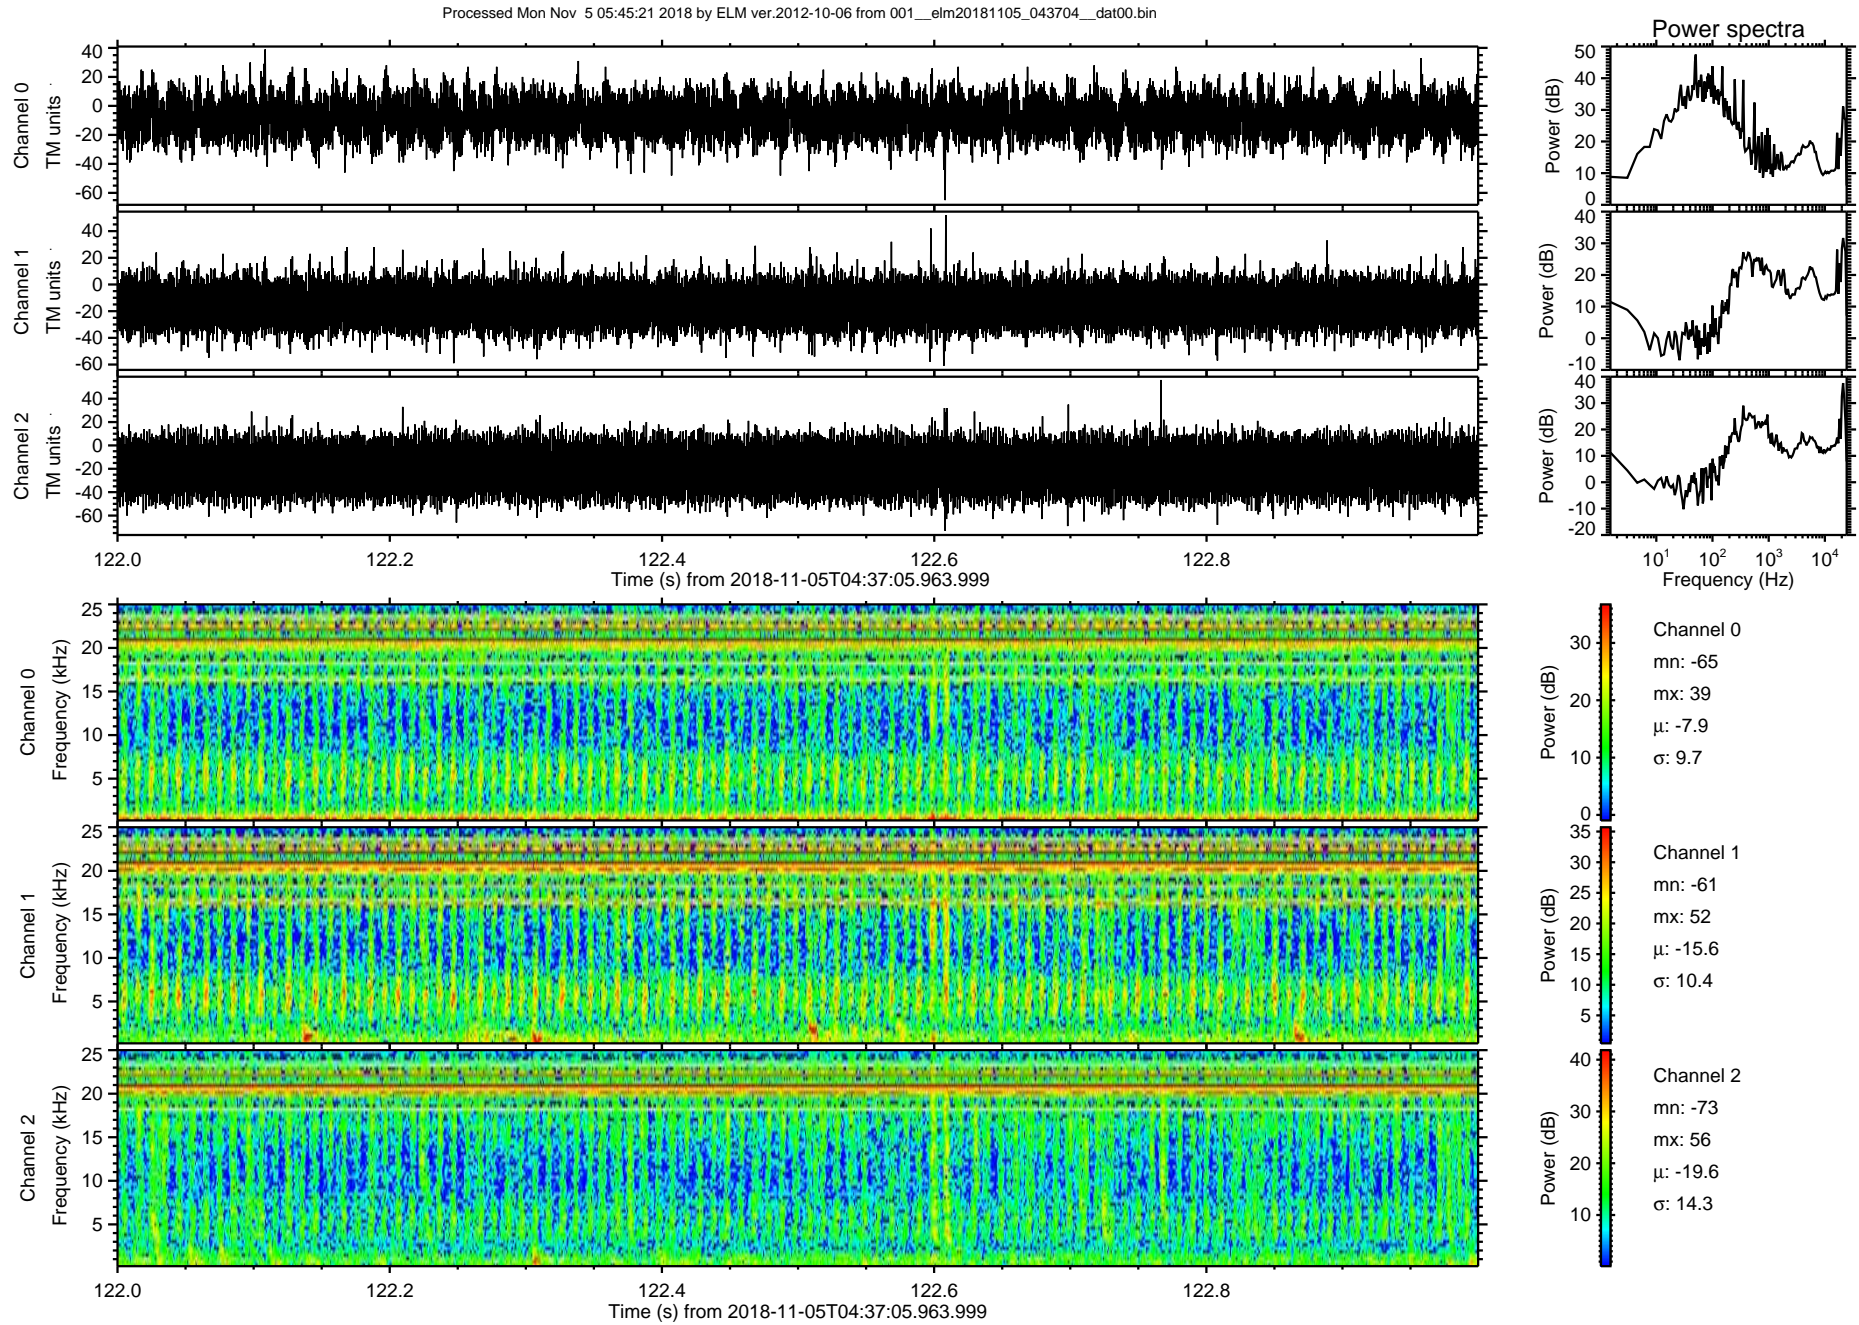 Processed Mon Nov  5 05:45:21 2018 by ELM ver.2012-10-06 from 001__elm20181105_043704__dat00.bin
Power spectra
Channel 0
TM units
40
20
0
-20
-40
-60
Power (dB)
50
40
30
20
10
0
Channel 1
TM units
40
20
0
-20
-40
-60
Power (dB)
40
30
20
10
0
-10
Channel 2
TM units
40
20
0
-20
-40
-60
Power (dB)
40
30
20
10
0
-10
-20
122.0 122.2 122.4 122.6 122.8
Time (s) from 2018-11-05T04:37:05.963.999
10¹ 10² 10³ 10⁴
Frequency (Hz)
Channel 0
Frequency (kHz)
25
20
15
10
5
Power (dB)
30
20
10
0
Channel 0
mn: -65
mx: 39
μ: -7.9
σ: 9.7
Channel 1
Frequency (kHz)
25
20
15
10
5
Power (dB)
35
30
25
20
15
10
5
Channel 1
mn: -61
mx: 52
μ: -15.6
σ: 10.4
Channel 2
Frequency (kHz)
25
20
15
10
5
Power (dB)
40
30
20
10
Channel 2
mn: -73
mx: 56
μ: -19.6
σ: 14.3
122.0 122.2 122.4 122.6 122.8
Time (s) from 2018-11-05T04:37:05.963.999